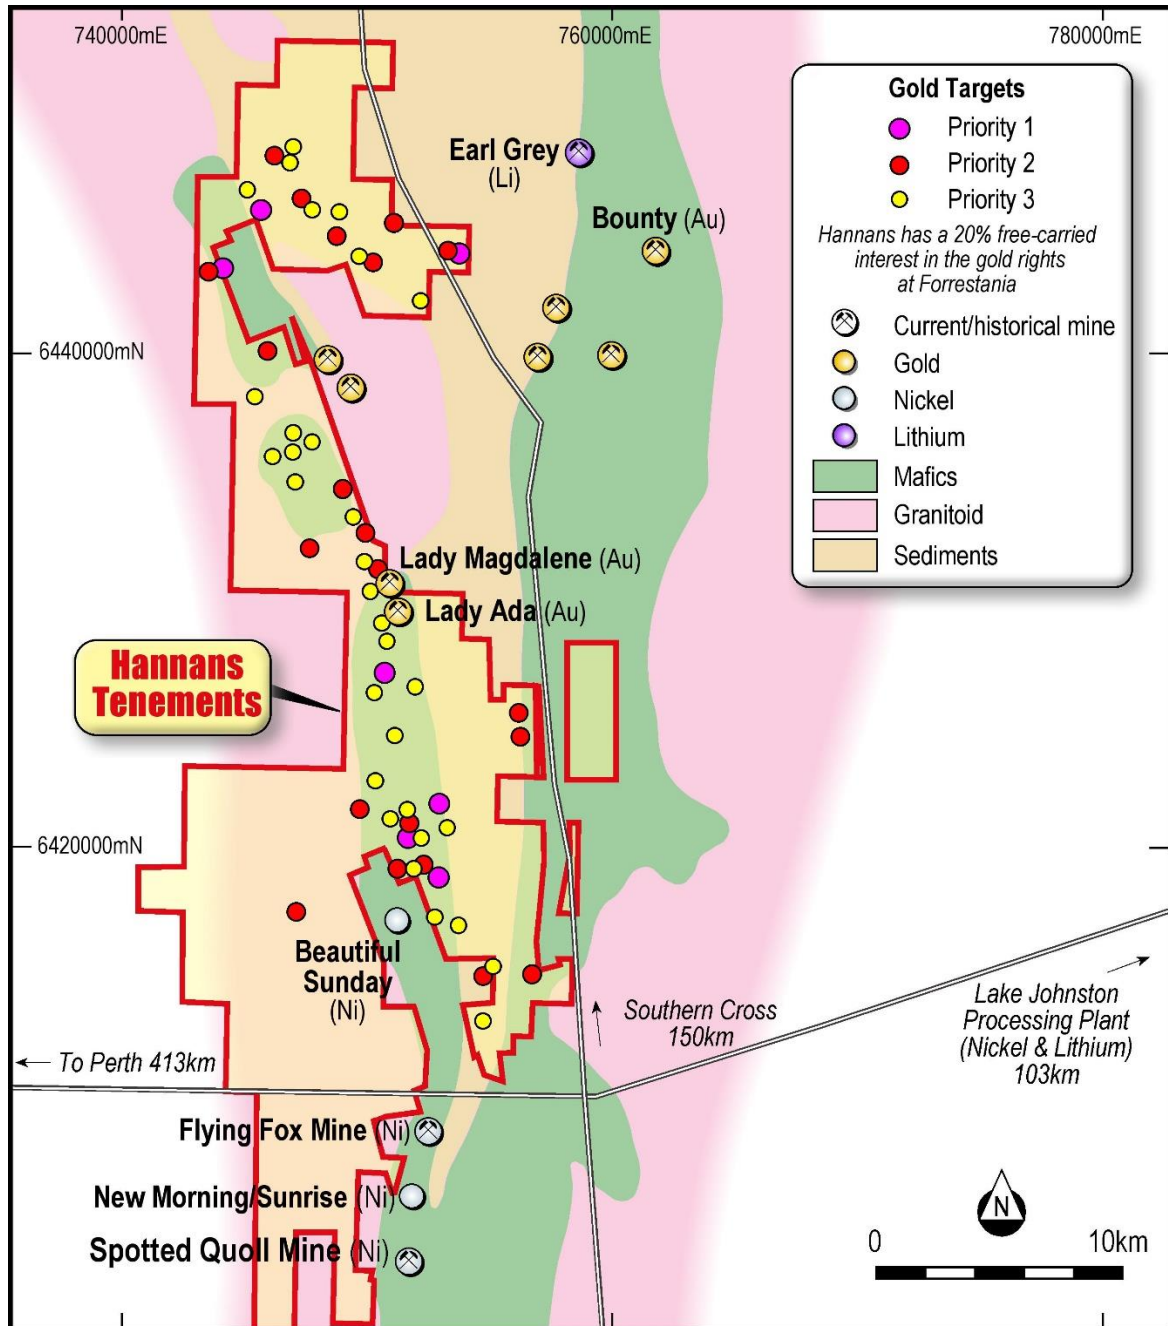 740000mE
760000mE
780000mE
Gold Targets
Priority 1
Priority 2
Priority 3
Hannans has a 20% free-carried
interest in the gold rights
at Forrestania
Current/historical mine
Gold
Nickel
Lithium
Mafics
Granitoid
Sediments
Earl Grey
(Li)
Bounty (Au)
6440000mN
Lady Magdalene (Au)
Lady Ada (Au)
Hannans
Tenements
6420000mN
Beautiful
Sunday
(Ni)
Southern Cross
150km
Lake Johnston
Processing Plant
(Nickel & Lithium)
103km
To Perth 413km
Flying Fox Mine (Ni)
New Morning/Sunrise (Ni)
Spotted Quoll Mine (Ni)
N
0 10km